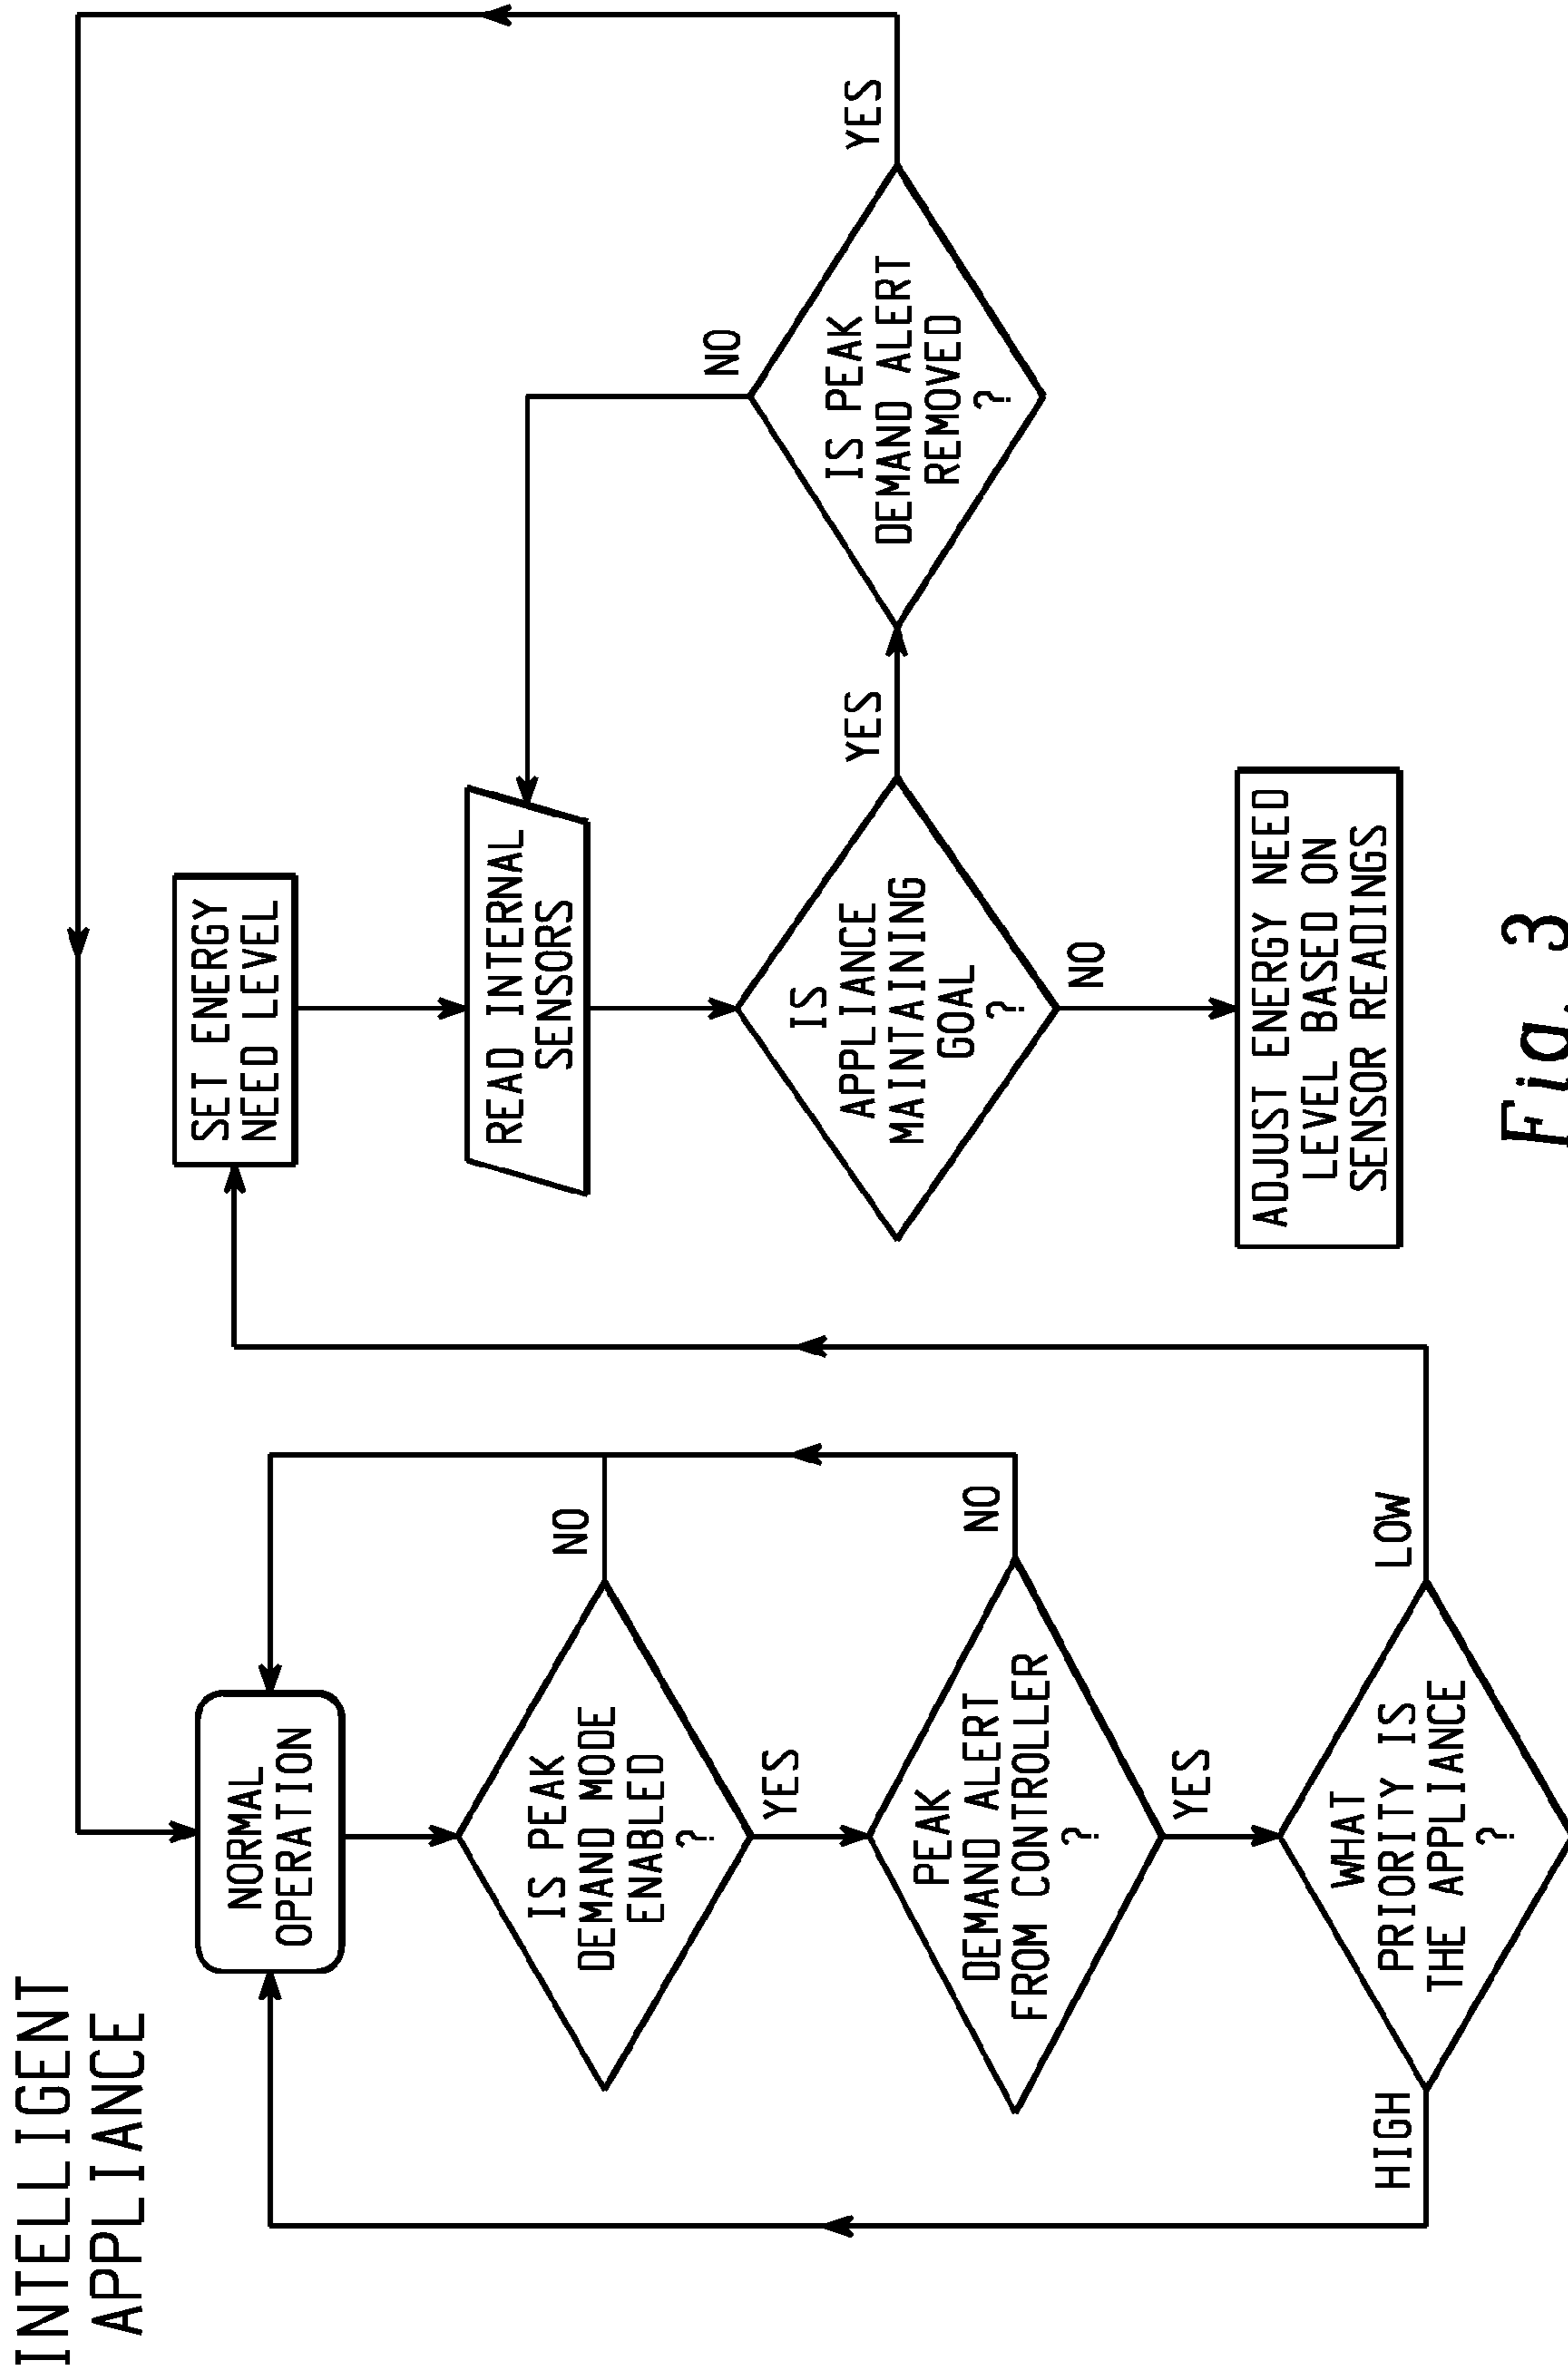 INTELLIGENT
APPLIANCE
NORMAL
OPERATION
IS PEAK
DEMAND MODE
ENABLED
?
NO
YES
PEAK
DEMAND ALERT
FROM CONTROLLER
?
NO
YES
WHAT
PRIORITY IS
THE APPLIANCE
?
HIGH
LOW
SET ENERGY
NEED LEVEL
READ INTERNAL
SENSORS
IS
APPLIANCE
MAINTAINING
GOAL
?
YES
NO
ADJUST ENERGY NEED
LEVEL BASED ON
SENSOR READINGS
IS PEAK
DEMAND ALERT
REMOVED
?
NO
YES
Fig. 3